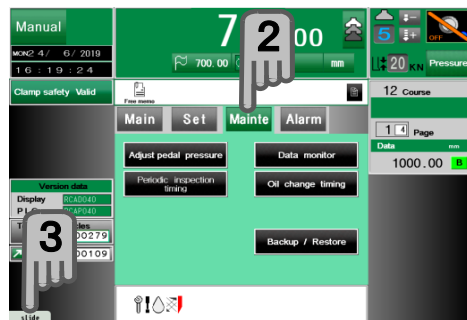 Manual
MON2 4/ 6/ 2019
16:19:24
7
2
00
700.00
mm
5
OFF
20 KN
Pressure
Clamp safety Valid
Free memo
12 Course
Main
Set
Mainte
Alarm
14 Page
Data mm
1000.00 B
Adjust pedal pressure
Data monitor
Periodic inspection
timing
Oil change timing
Version data
Display RCAD040
RCAP040
00279
Backup / Restore
3
00109
slide